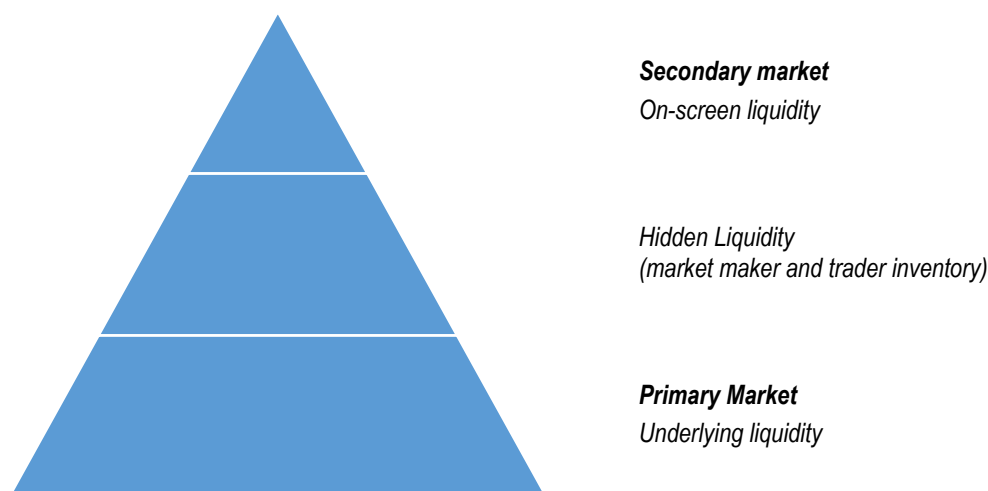 Secondary market
On-screen liquidity
Hidden Liquidity
(market maker and trader inventory)
Primary Market
Underlying liquidity